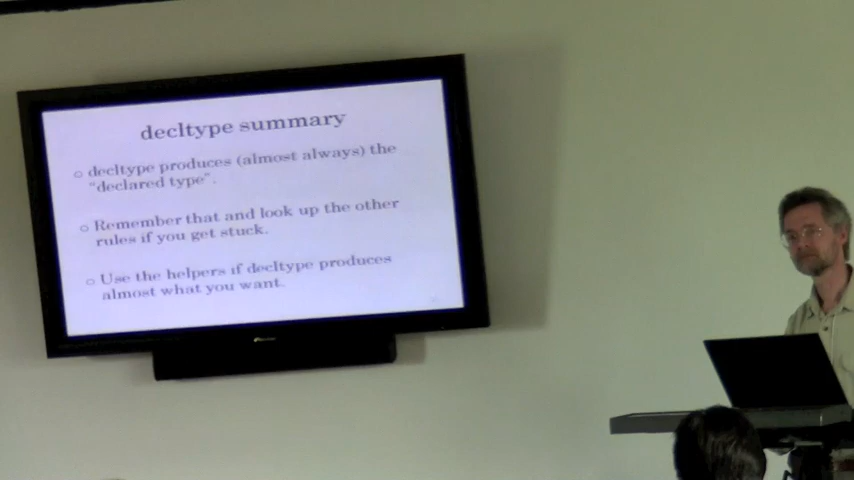 decltype summary
decltype produces (almost always) the
"declared type".
Remember that and look up the other
rules if you get stuck.
Use the helpers if decltype produces
almost what you want.